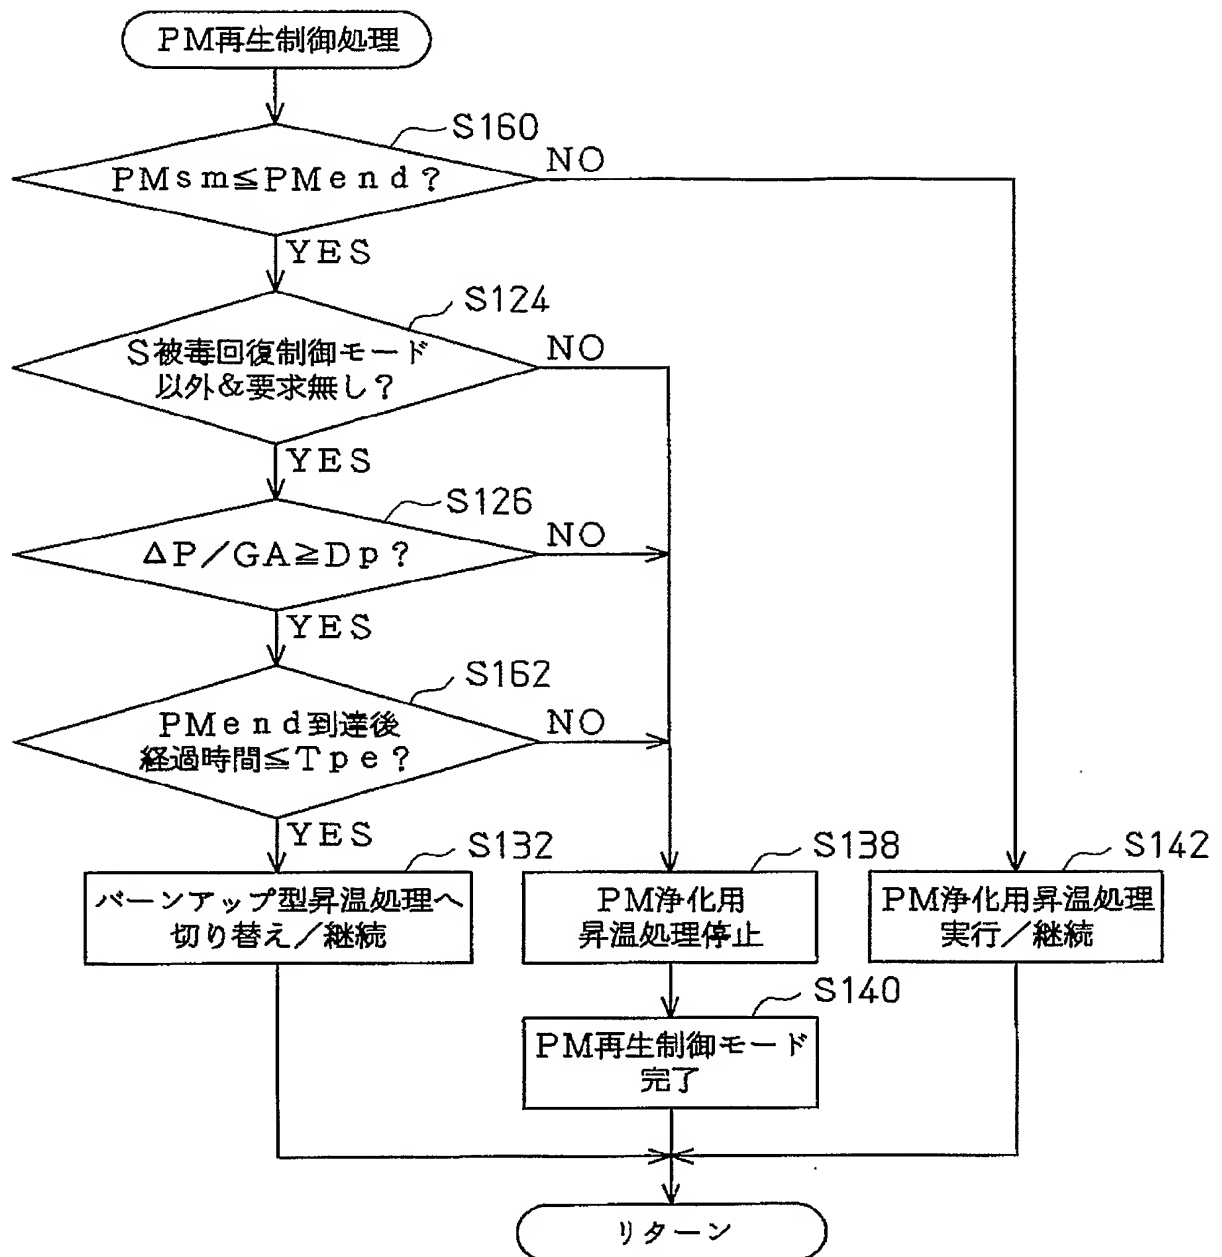 PM再生制御処理
S160
PMsm≦PMend?
NO
YES
S124
S被毒回復制御モード
以外&要求無し?
NO
YES
S126
ΔP/GA≧Dp?
NO
YES
S162
PMend到達後
経過時間≦Tpe?
NO
YES
S132
バーンアップ型昇温処理へ
切り替え/継続
S138
PM浄化用
昇温処理停止
S142
PM浄化用昇温処理
実行/継続
S140
PM再生制御モード
完了
リターン